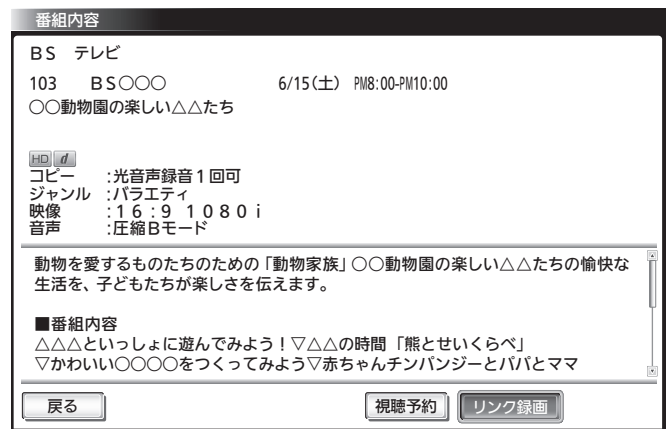 番組内容
BS テレビ
103 BS○○○ 6/15(土) PM8:00-PM10:00
○○動物園の楽しい△△たち
HD d
コピー :光音声録音1回可
ジャンル :バラエティ
映像 :16:9 1080i
音声 :圧縮Bモード
動物を愛するものたちのための「動物家族」○○動物園の楽しい△△たちの愉快な
生活を、子どもたちが楽しさを伝えます。
■番組内容
△△△といっしょに遊んでみよう!▽△△の時間「熊とせいくらべ」
▽かわいい○○○○をつくってみよう▽赤ちゃんチンパンジーとパパとママ
戻る 視聴予約 リンク録画